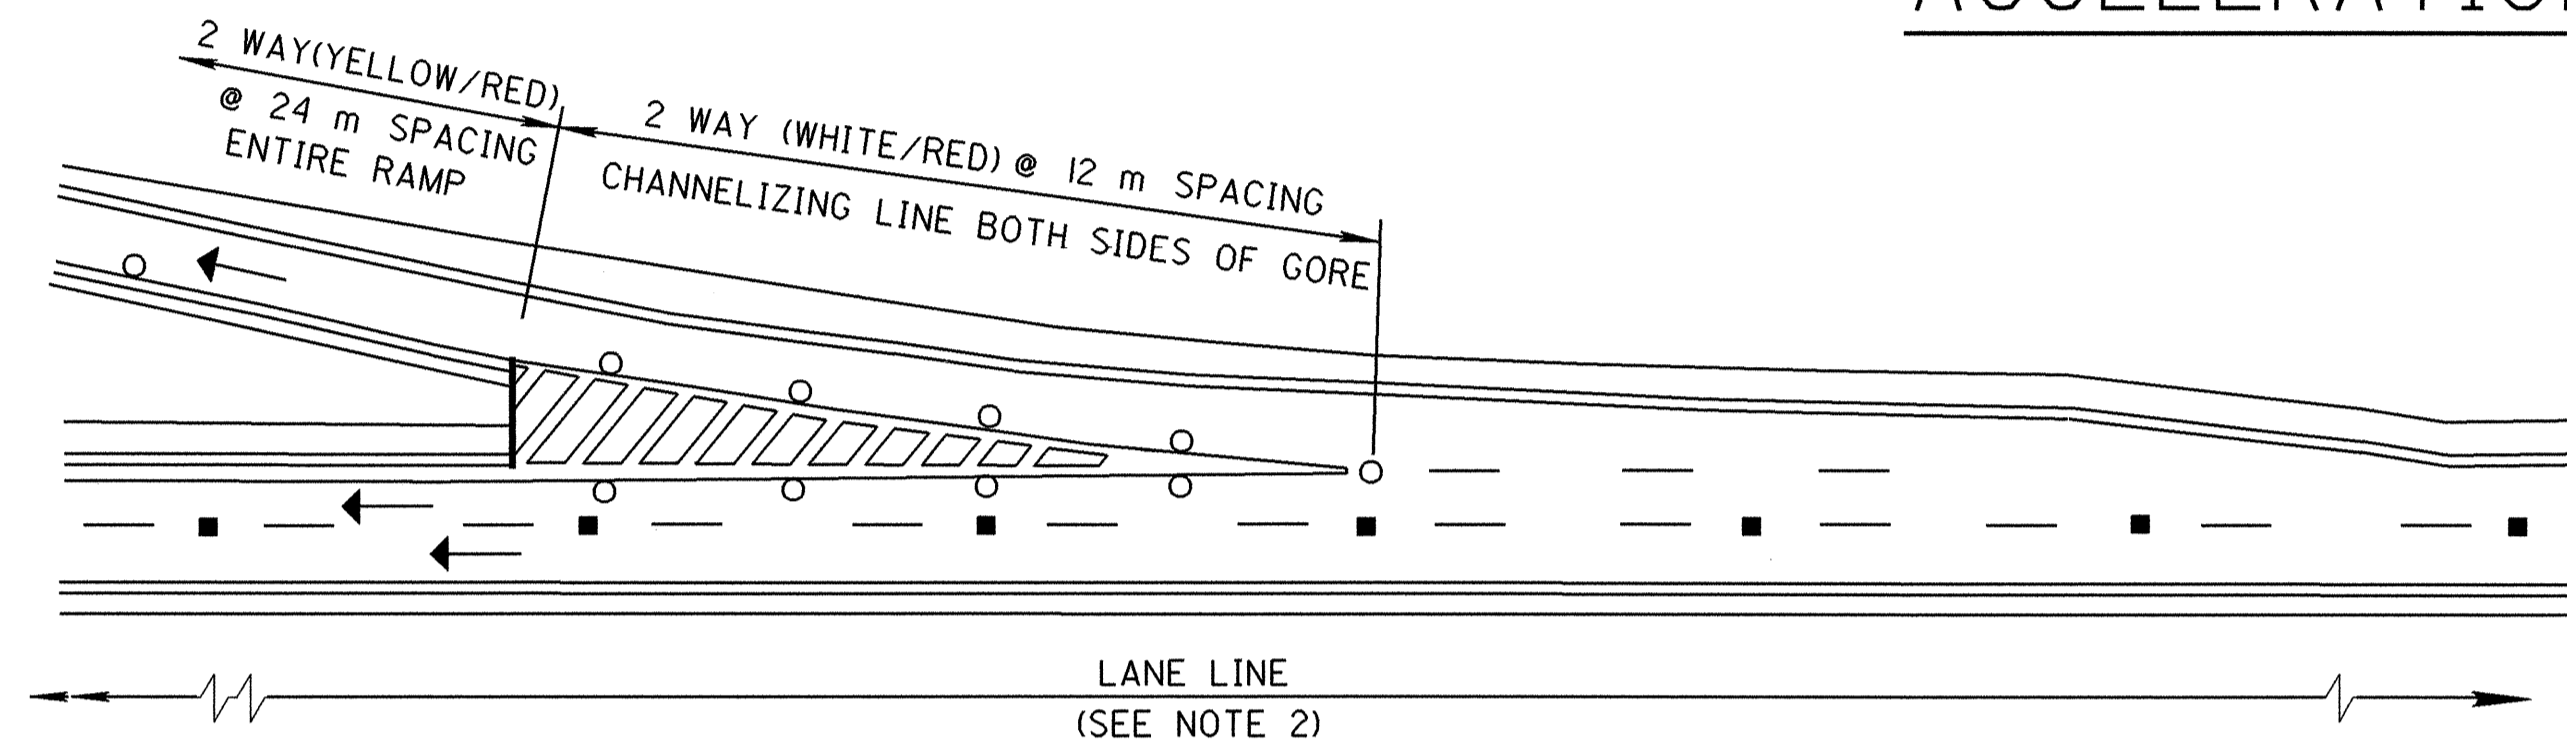 2 WAY(YELLOW/RED)
@ 24 m SPACING
ENTIRE RAMP
2 WAY (WHITE/RED) @ 12 m SPACING
CHANNELIZING LINE BOTH SIDES OF GORE
LANE LINE
(SEE NOTE 2)